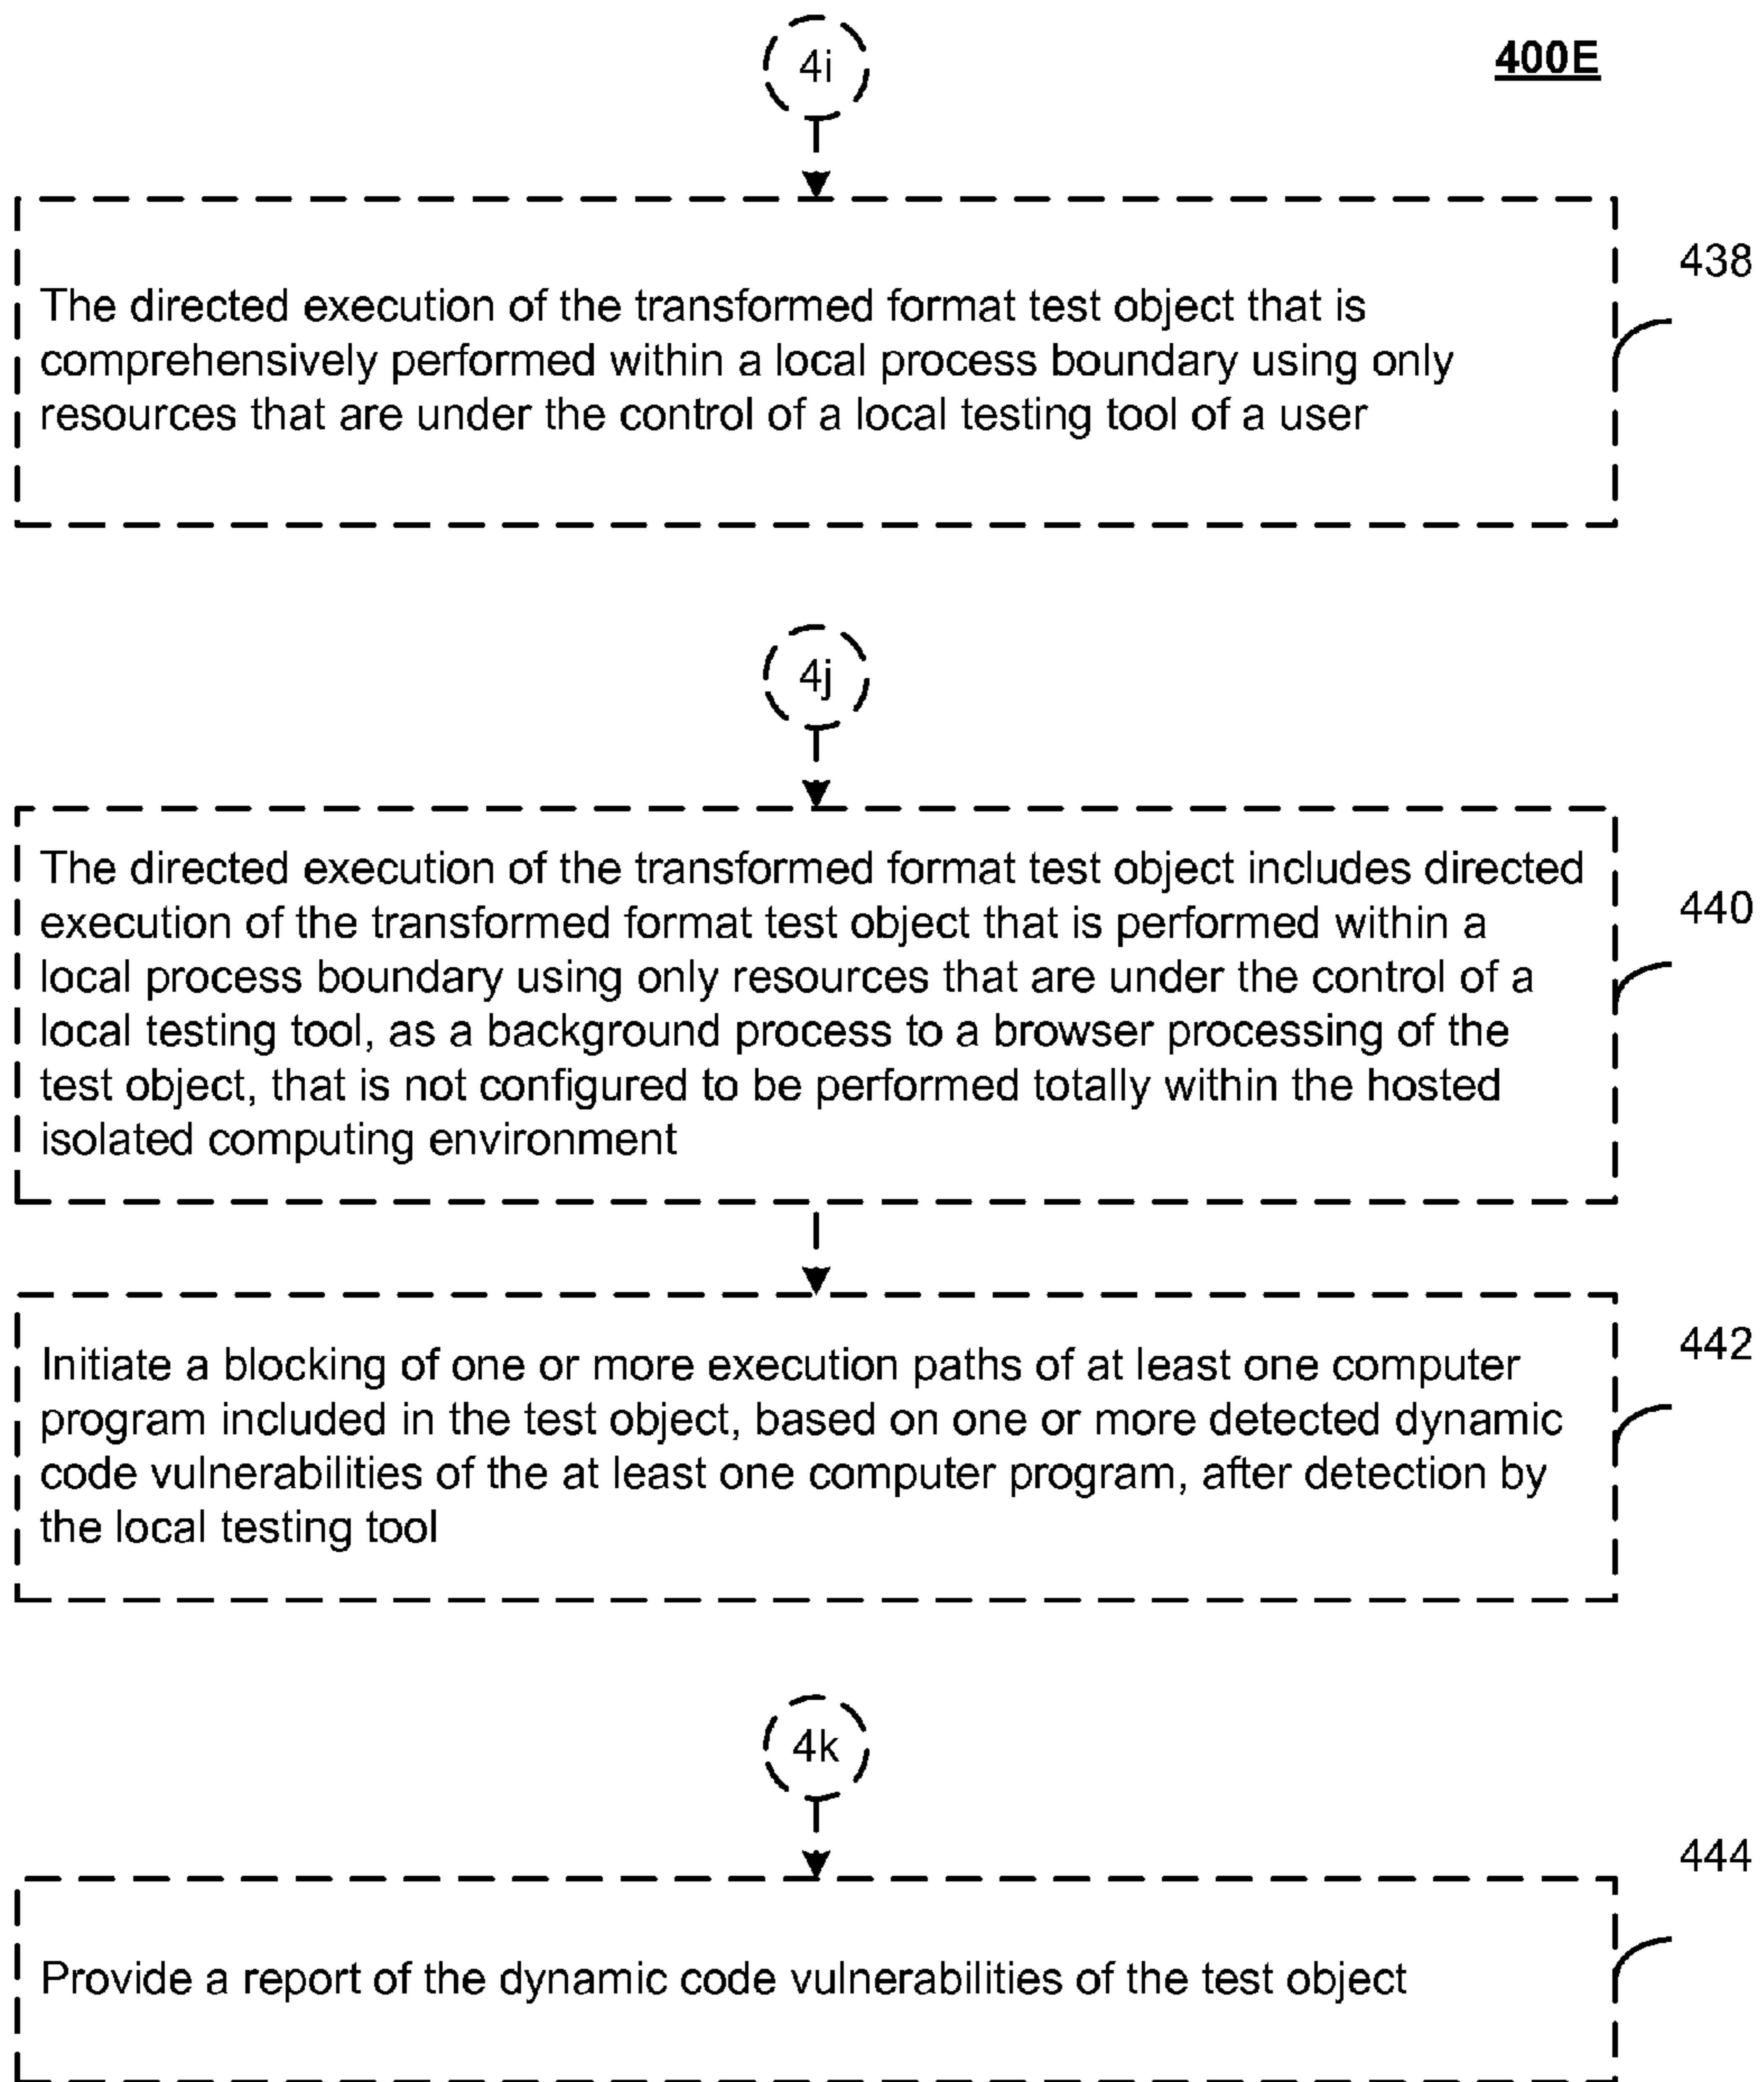 4i
400E
438
The directed execution of the transformed format test object that is
comprehensively performed within a local process boundary using only
resources that are under the control of a local testing tool of a user
4j
The directed execution of the transformed format test object includes directed
execution of the transformed format test object that is performed within a
local process boundary using only resources that are under the control of a
local testing tool, as a background process to a browser processing of the
test object, that is not configured to be performed totally within the hosted
isolated computing environment
440
Initiate a blocking of one or more execution paths of at least one computer
program included in the test object, based on one or more detected dynamic
code vulnerabilities of the at least one computer program, after detection by
the local testing tool
442
4k
444
Provide a report of the dynamic code vulnerabilities of the test object